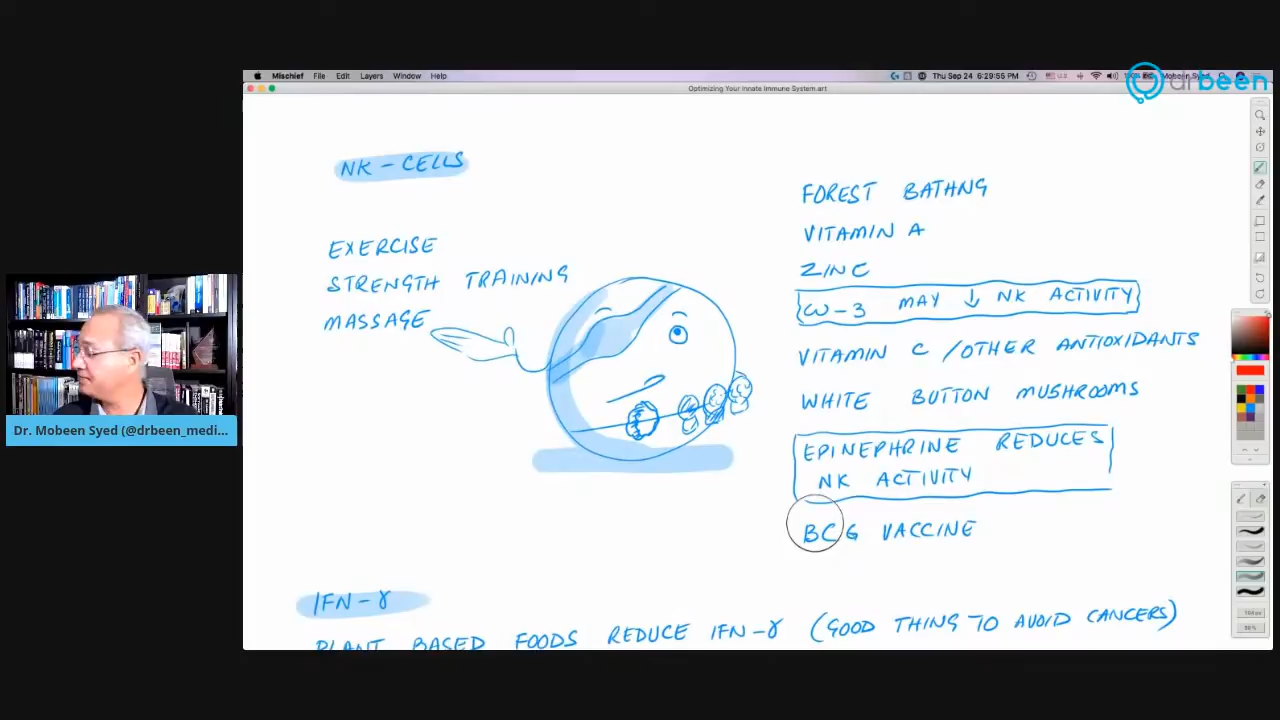 drbeen
Mischief File Edit Layers Window Help
Thu Sep 24 6:29:55 PM
Optimizing Your Innate Immune System.art
NK - CELLS
EXERCISE
STRENGTH TRAINING
MASSAGE
FOREST BATHNG
VITAMIN A
ZINC
ω-3 MAY ↓ NK ACTIVITY
VITAMIN C / OTHER ANTIOXIDANTS
WHITE BUTTON MUSHROOMS
EPINEPHRINE REDUCES
NK ACTIVITY
BCG VACCINE
Dr. Mobeen Syed (@drbeen_medi...
IFN-γ
PLANT BASED FOODS REDUCE IFN-γ (GOOD THING TO AVOID CANCERS)